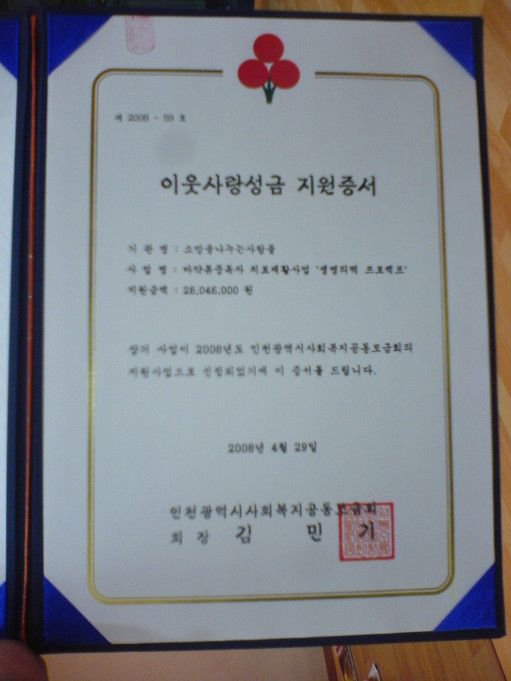 제 2008 - 59 호
이웃사랑성금 지원증서
기 관 명 : 소망을나누는사람들
사 업 명 : 마약류중독자 치료재활사업 '생명의떡 프로젝트'
지원금액 : 28,046,000 원
상기 사업이 2008년도 인천광역시사회복지공동모금회의
지원사업으로 선정되었기에 이 증서를 드립니다.
2008년 4월 29일
인천광역시사회복지공동모금회
회 장 김 민 기